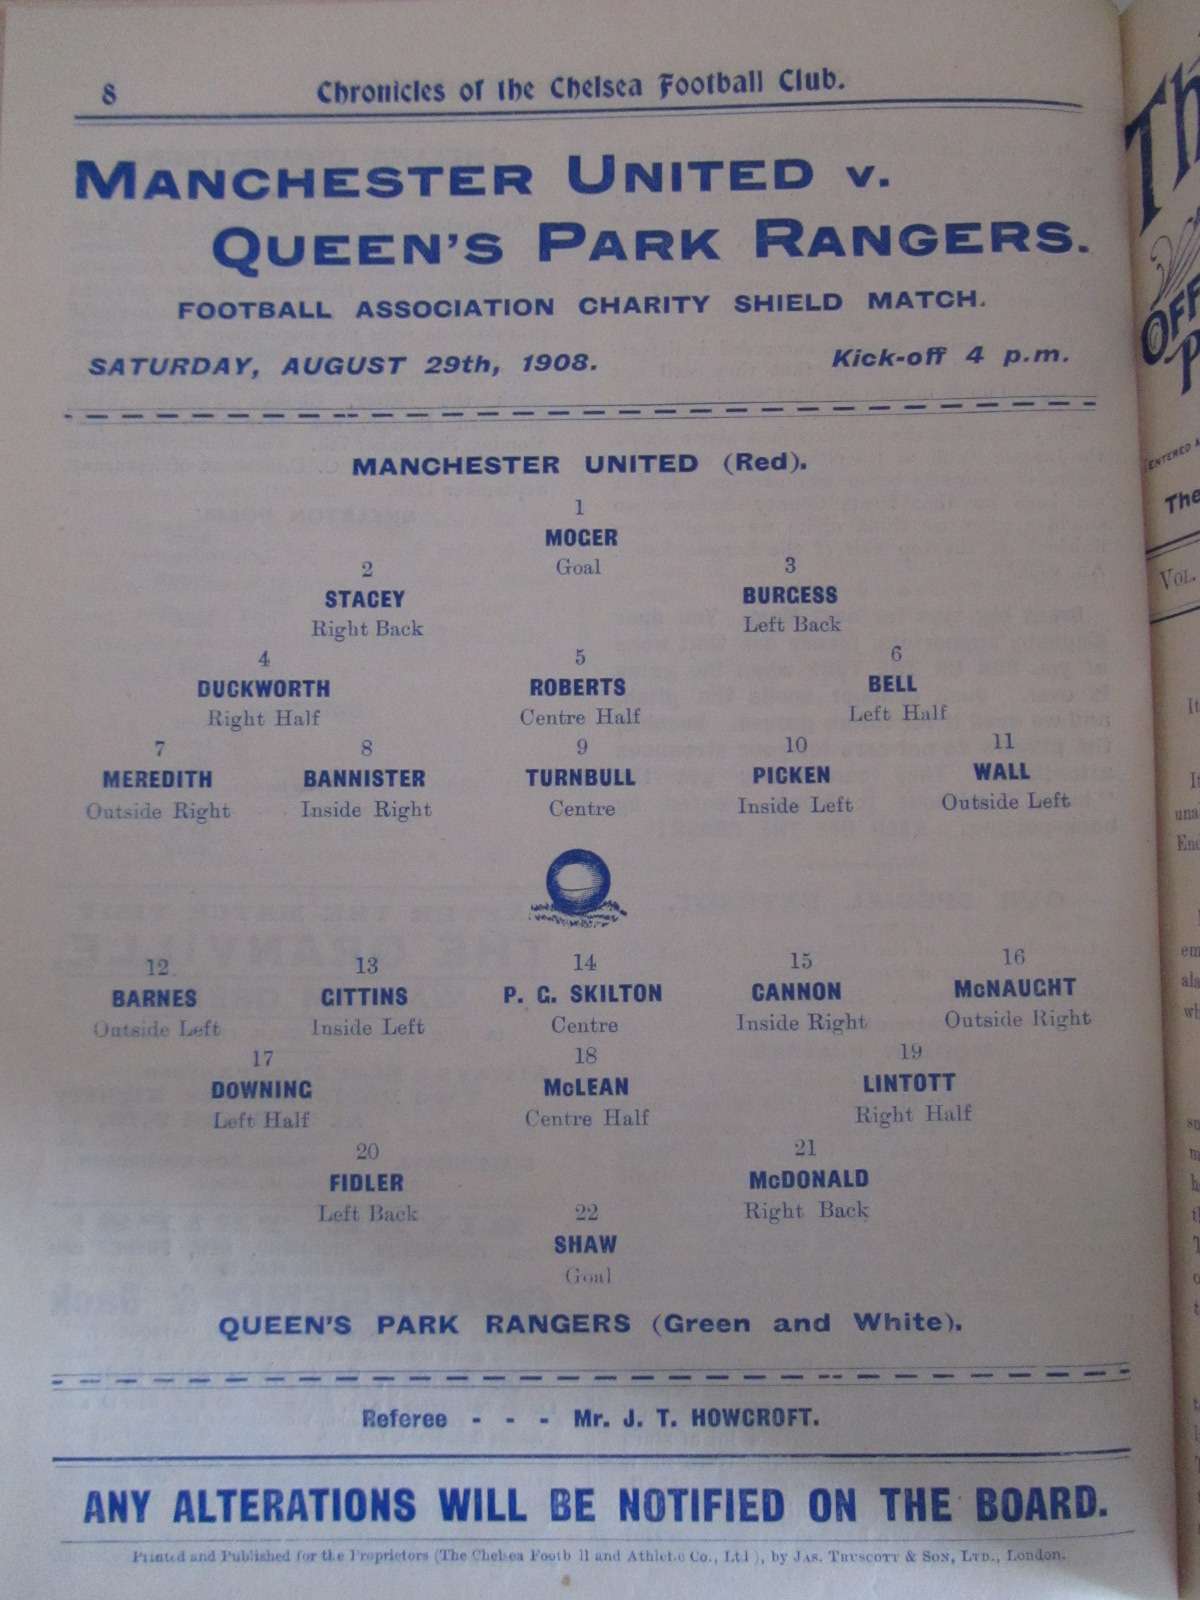 8 Chronicles of the Chelsea Football Club.
MANCHESTER UNITED v.
QUEEN'S PARK RANGERS.
FOOTBALL ASSOCIATION CHARITY SHIELD MATCH.
SATURDAY, AUGUST 29th, 1908. Kick-off 4 p.m.
MANCHESTER UNITED (Red).
1
MOGER
Goal
2 3
STACEY BURGESS
Right Back Left Back
4 5 6
DUCKWORTH ROBERTS BELL
Right Half Centre Half Left Half
7 8 9 10 11
MEREDITH BANNISTER TURNBULL PICKEN WALL
Outside Right Inside Right Centre Inside Left Outside Left
12 13 14 15 16
BARNES GITTINS P. G. SKILTON CANNON McNAUGHT
Outside Left Inside Left Centre Inside Right Outside Right
17 18 19
DOWNING McLEAN LINTOTT
Left Half Centre Half Right Half
20 21
FIDLER McDONALD
Left Back Right Back
22
SHAW
Goal
QUEEN'S PARK RANGERS (Green and White).
Referee - - - Mr. J. T. HOWCROFT.
ANY ALTERATIONS WILL BE NOTIFIED ON THE BOARD.
Printed and Published for the Proprietors (The Chelsea Footb ll and Athletic Co., Ltd ), by JAS. TRUSCOTT & SON, LTD., London.
Th
OFF
P
ENTERED
The
VOL.